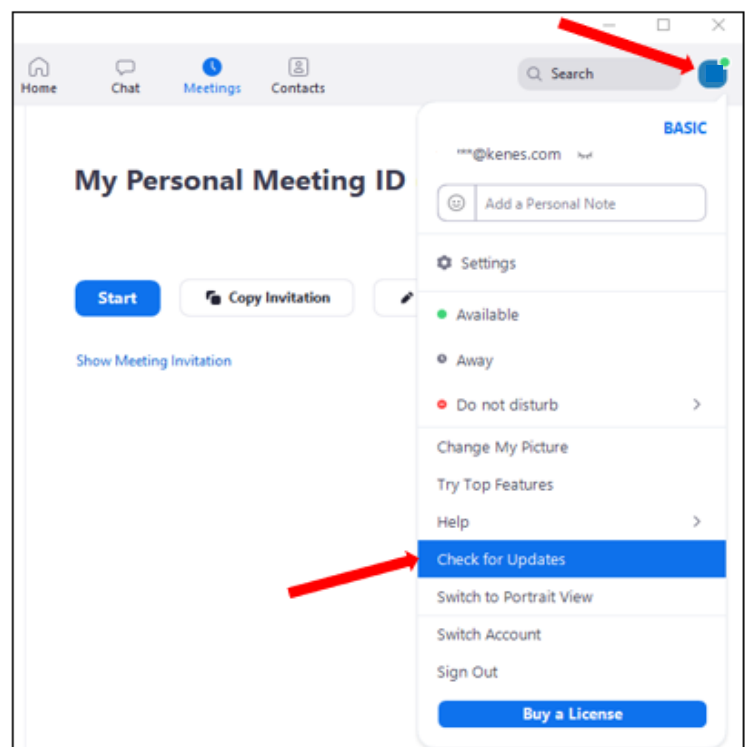 Home
Chat
Meetings
Contacts
Search
BASIC
***@kenes.com
My Personal Meeting ID
Add a Personal Note
Settings
Start
Copy Invitation
Available
Show Meeting Invitation
Away
Do not disturb
Change My Picture
Try Top Features
Help
Check for Updates
Switch to Portrait View
Switch Account
Sign Out
Buy a License